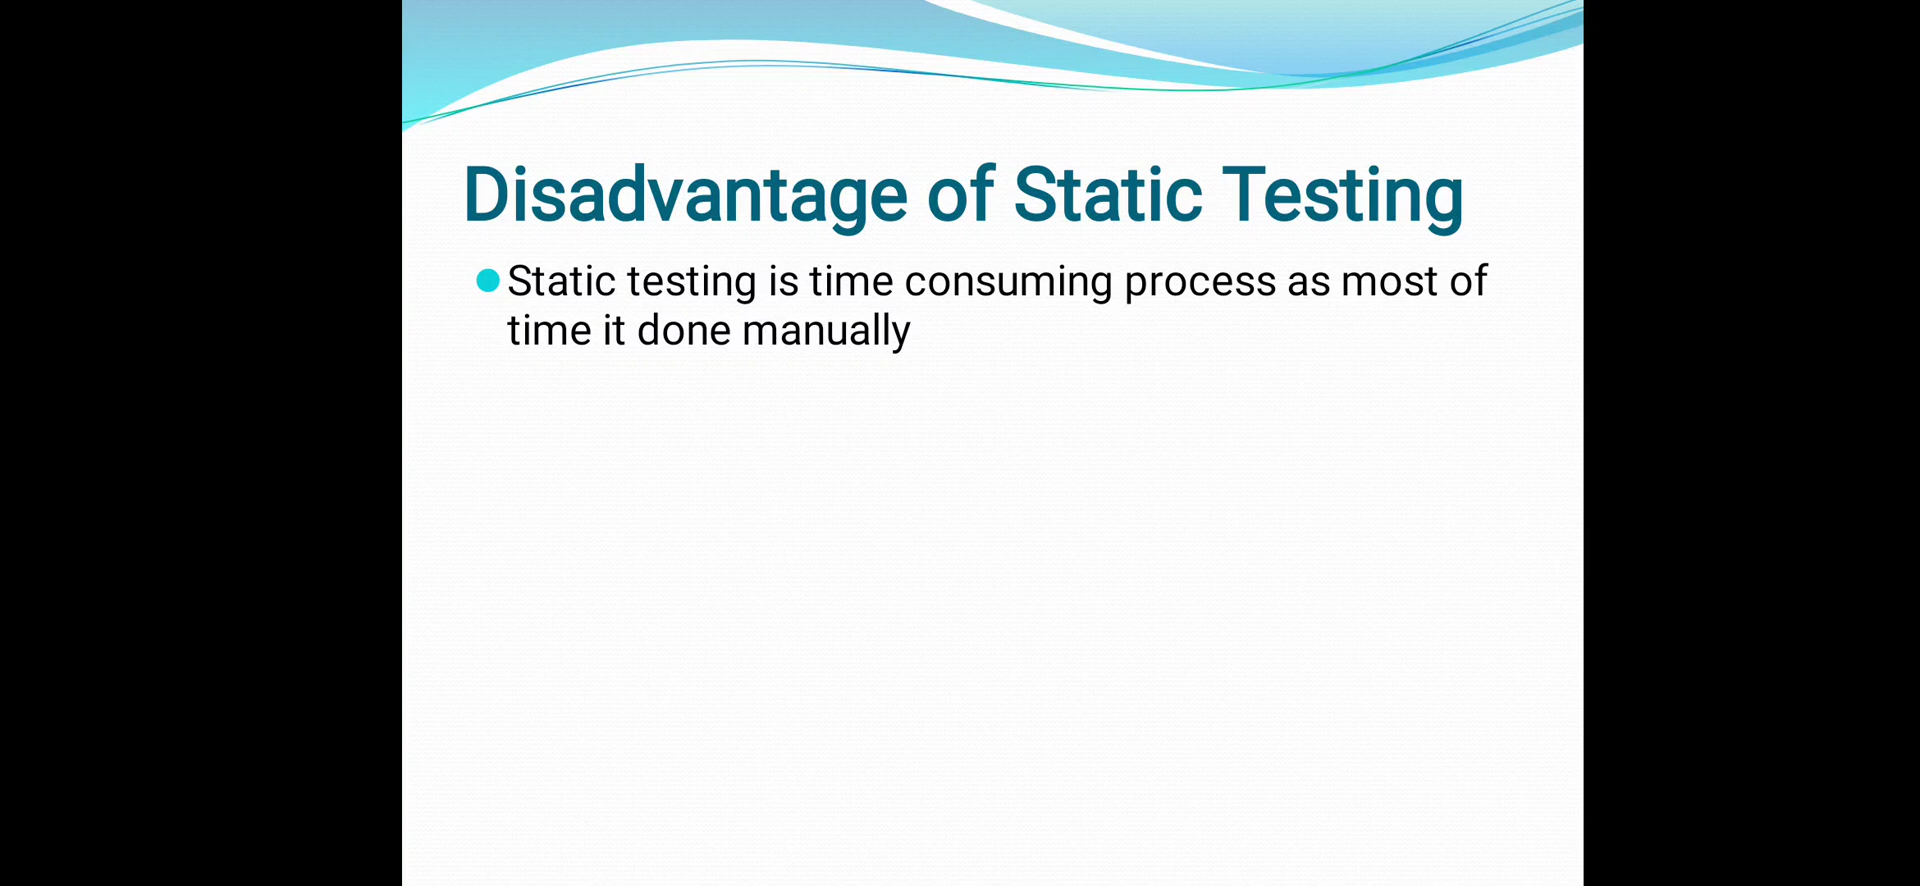 Disadvantage of Static Testing
Static testing is time consuming process as most of
time it done manually